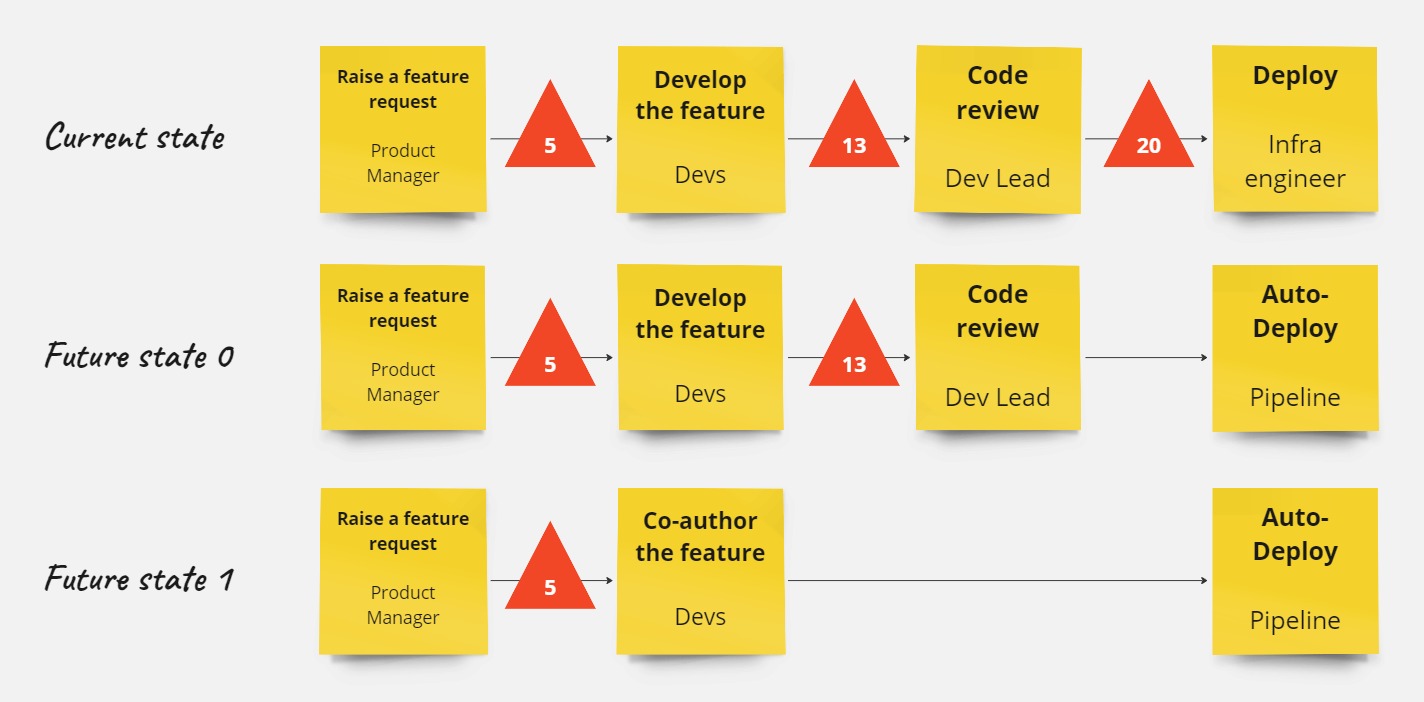 Current state
Raise a feature
request
Product
Manager
5
Develop
the feature
Devs
13
Code
review
Dev Lead
20
Deploy
Infra
engineer
Future state 0
Raise a feature
request
Product
Manager
5
Develop
the feature
Devs
13
Code
review
Dev Lead
Auto-
Deploy
Pipeline
Future state 1
Raise a feature
request
Product
Manager
5
Co-author
the feature
Devs
Auto-
Deploy
Pipeline